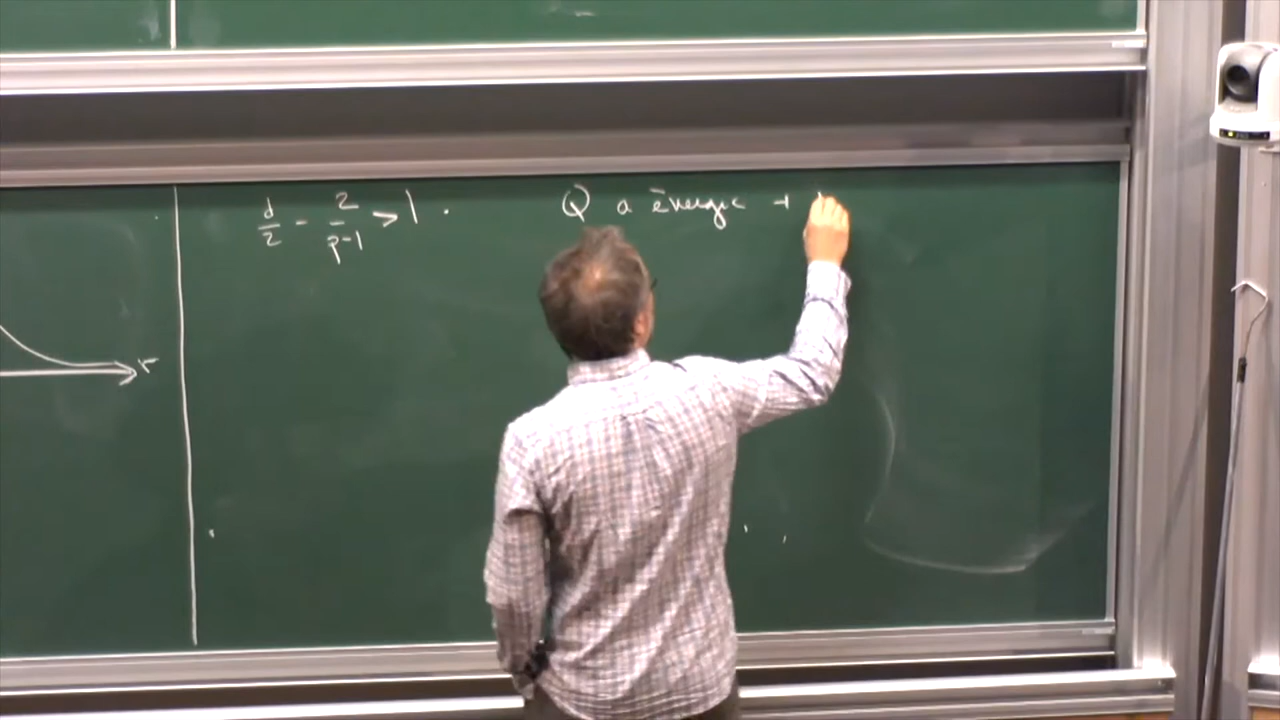 r
d/2 - 2/(p-1) > 1 .
Q a énergie +